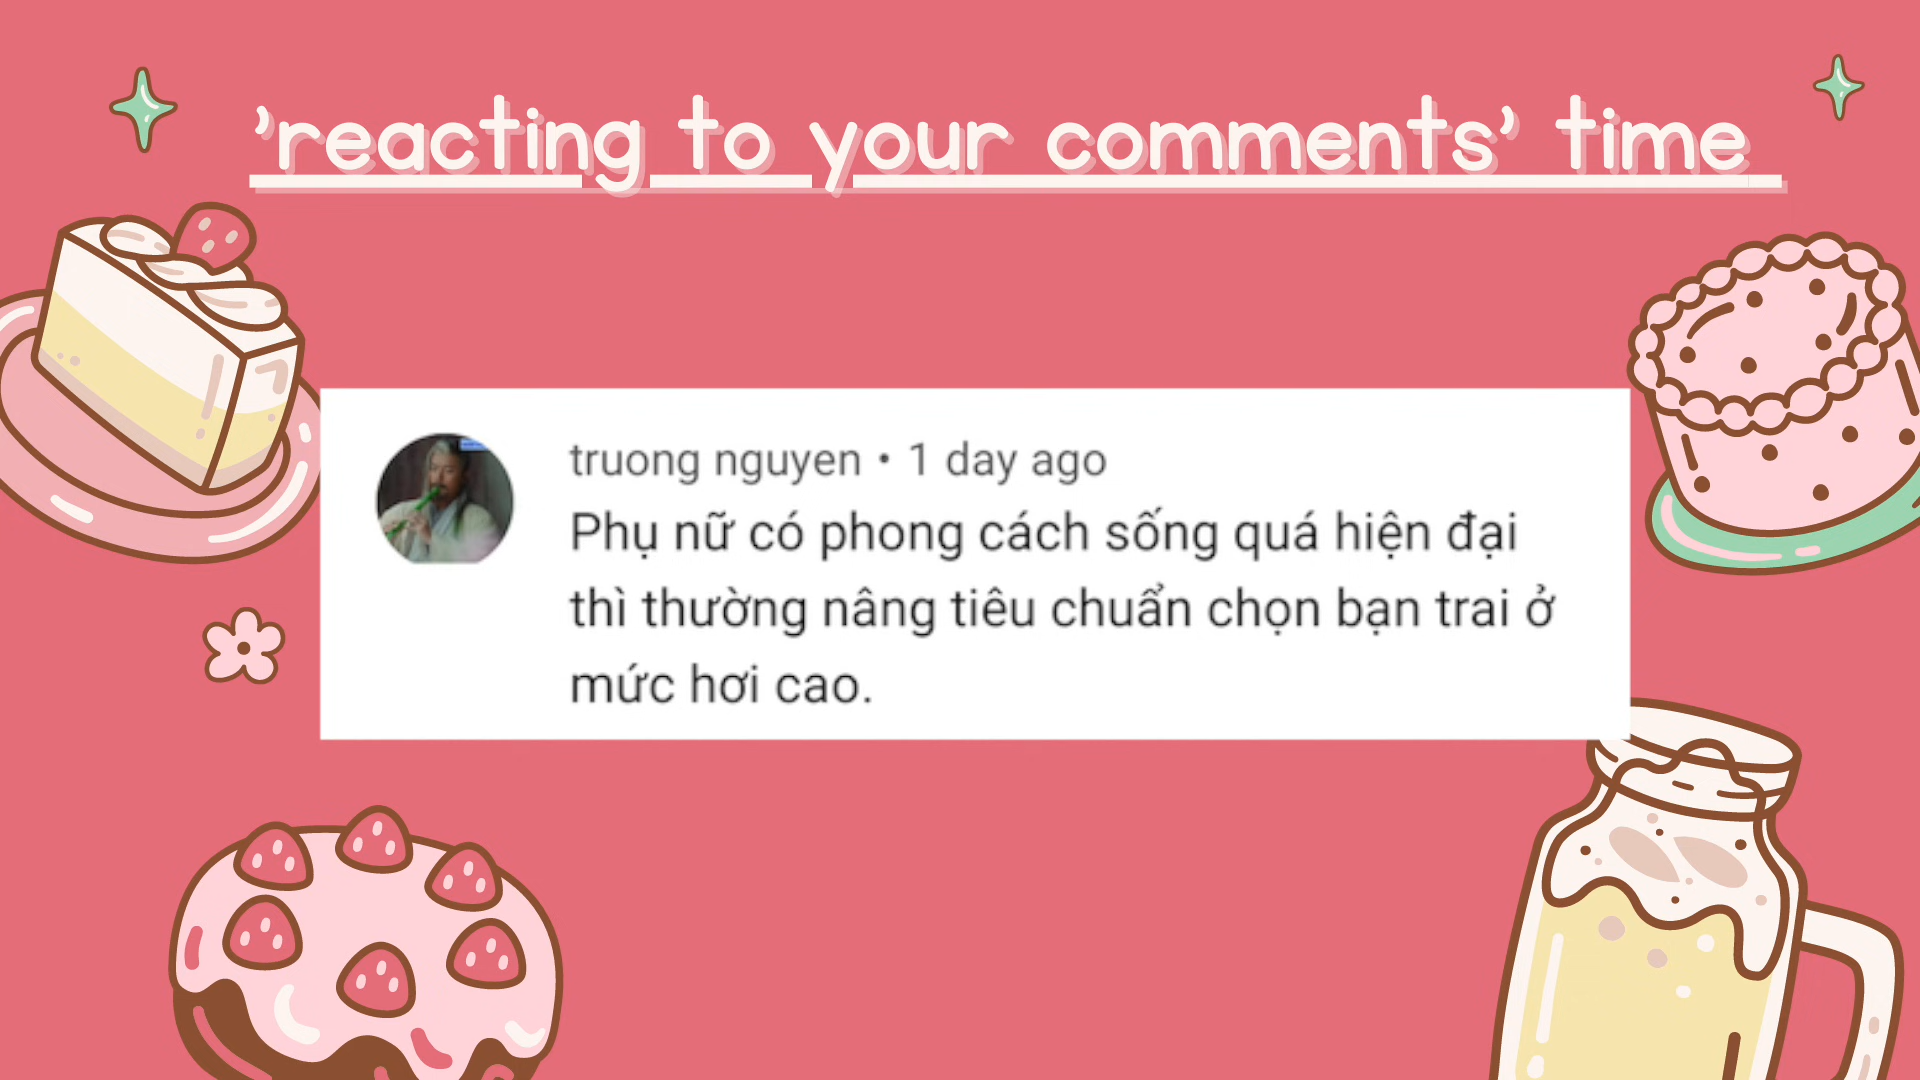 ’reacting to your comments’ time
truong nguyen • 1 day ago
Phụ nữ có phong cách sống quá hiện đại
thì thường nâng tiêu chuẩn chọn bạn trai ở
mức hơi cao.